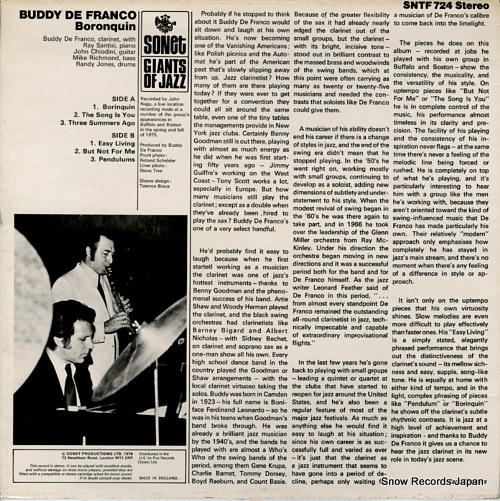 BUDDY DE FRANCO
Boronquin
Buddy De Franco, clarinet, with
Ray Santisi, piano
John Chiodini, guitar
Mike Richmond, bass
Randy Jones, drums
SIDE A
1. Boronquin
2. The Song Is You
3. Three Summers Ago
SIDE B
1. Easy Living
2. But Not For Me
3. Pendulums
SONET
GIANTS
OF JAZZ
Recorded by John
Nagy, a live location
recording made at a
number of the group's
appearances in
Buffalo and Boston
in the spring and fall
of 1975.
Produced by Buddy
De Franco
Front photo:
Roland Schröder
Liner photo:
Steve Tree
Sleeve design:
Terence Brace
Probably if he stopped to think
about it Buddy De Franco would
sit down and laugh at his own
situation. He's now becoming
one of the Vanishing Americans;
like Polish picnics and the Auto-
mat he's part of the American
past that's slowly slipping away
from us. Jazz clarinetist? How
many of them are there playing
today? If they were ever to get
together for a convention they
could all sit around the same
table, even one of the tiny tables
the managements provide in New
York jazz clubs. Certainly Benny
Goodman still is out there, playing
with almost as much energy as
he did when he was first start-
ing fifty years ago – Jimmy
Guiffro's working on the West
Coast – Tony Scott works a lot,
especially in Europe. But how
many musicians still play the
clarinet; except as a double when
they've already been hired to
play the sax? Buddy De Franco's
one of a very select handful.
He'd probably find it easy to
laugh because when he first
started working as a musician
the clarinet was one of jazz's
hottest instruments – thanks to
Benny Goodman and the pheno-
menal success of his band. Artie
Shaw and Woody Herman played
the clarinet, and the black swing
orchestras had clarinetists like
Barney Bigard and Albert
Nicholas – with Sidney Bechet,
on clarinet and soprano sax as a
one-man show all his own. Every
high school dance band in the
country played the Goodman or
Shaw arrangements – with the
local clarinet virtuoso taking the
solos. Buddy was born in Camden
in 1923 – his full name is Boni-
face Ferdinand Leonardo – so he
was in his teens when Goodman's
band broke through. He was
already a brilliant jazz musician
by the 1940's, and the bands he
played with are almost a Who's
Who of the swing bands of the
period, among them Gene Krupa,
Charlie Barnet, Tommy Dorsey,
Boyd Raeburn, and Count Basie.
Because of the greater flexibility
of the sax it had already nearly
edged the clarinet out of the
small groups, but the clarinet –
with its bright, incisive tone –
stood out in brilliant contrast to
the massed brass and woodwinds
of the swing bands, which at
this point were often carrying as
many as twenty or twenty-five
musicians and needed the con-
trasts that soloists like De Franco
could give them.
A musician of his ability doesn't
end his career if there is a change
of styles in jazz, and the end of the
swing era didn't mean that he
stopped playing. In the '50's he
went right on, working mostly
with small groups, continuing to
develop as a soloist, adding new
dimensions of subtlety and under-
statement to his style. When the
modest revival of swing began in
the '60's he was there again to
take part, and in 1966 he took
over the leadership of the Glenn
Miller orchestra from Ray Mc-
Kinley. Under his direction the
orchestra began moving in new
directions and it was a successful
period both for the band and for
De Franco himself. As the jazz
writer Leonard Feather said of
De Franco in this period, ". . .
from almost every standpoint De
Franco remained the outstanding
all-round clarinetist in jazz, tech-
nically impeccable and capable
of extraordinary improvisational
flights."
In the last few years he's gone
back to playing with small groups
– leading a quintet or quartet at
the clubs that have started to
reopen for jazz around the United
States, and he's also been a
regular feature of most of the
major jazz festivals. As much as
anything else he would find it
easy to laugh at this situation;
since his own career is as suc-
cessfully full and varied as ever
– it's just that the clarinet as
a jazz instrument that seems to
have gone into a period of de-
cline, perhaps only waiting for
SNTF 724 Stereo
a musician of De Franco's calibre
to come back into the limelight.
The pieces he does on this
album – recorded at jobs he
played with his own group in
Buffalo and Boston – show the
consistency, the musicality, and
the versatility of his style. On
uptempo pieces like "But Not
For Me" or "The Song Is You"
he is in complete control of the
music, his performance almost
timeless in its clarity and pre-
cision. The facility of his playing
and the consistency of his in-
spiration never flags – at the same
time there's never a feeling of the
melodic line being forced or
rushed. He is completely on top
of what he's playing, and it's
particularly interesting to hear
him with a group like the men
he's working with, because they
aren't oriented toward the kind of
swing-influenced music that De
Franco has made particularly his
own. Their relatively "modern"
approach only emphasises how
completely he has stayed in
jazz's main stream, and there's no
moment when there's any feeling
of a difference in style or ap-
proach.
It isn't only on the uptempo
pieces that his own virtuosity
shines. Slow melodies are even
more difficult to play effectively
than faster ones. His "Easy Living"
is a simply stated, elegantly
phrased performance that brings
out the distinctiveness of the
clarinet's sound – its mellow rich-
ness and easy, supple, song-like
tone. He is equally at home with
either kind of tempo, and in the
light, complex phrasing of pieces
like "Pendulum" or "Borinquin"
he shows off the clarinet's subtle
rhythmic contrasts. It is jazz at a
high level of achievement and
inspiration – and thanks to Buddy
De Franco it gives us a chance to
hear the jazz clarinet in its new
role in today's jazz scene.
© SONET PRODUCTIONS LTD. 1976
12 Needham Road, London W11 2RP
Distributed in the
U.K. by Pye Records
(Sales) Ltd.
MADE IN ENGLAND.
Snow Records Japan